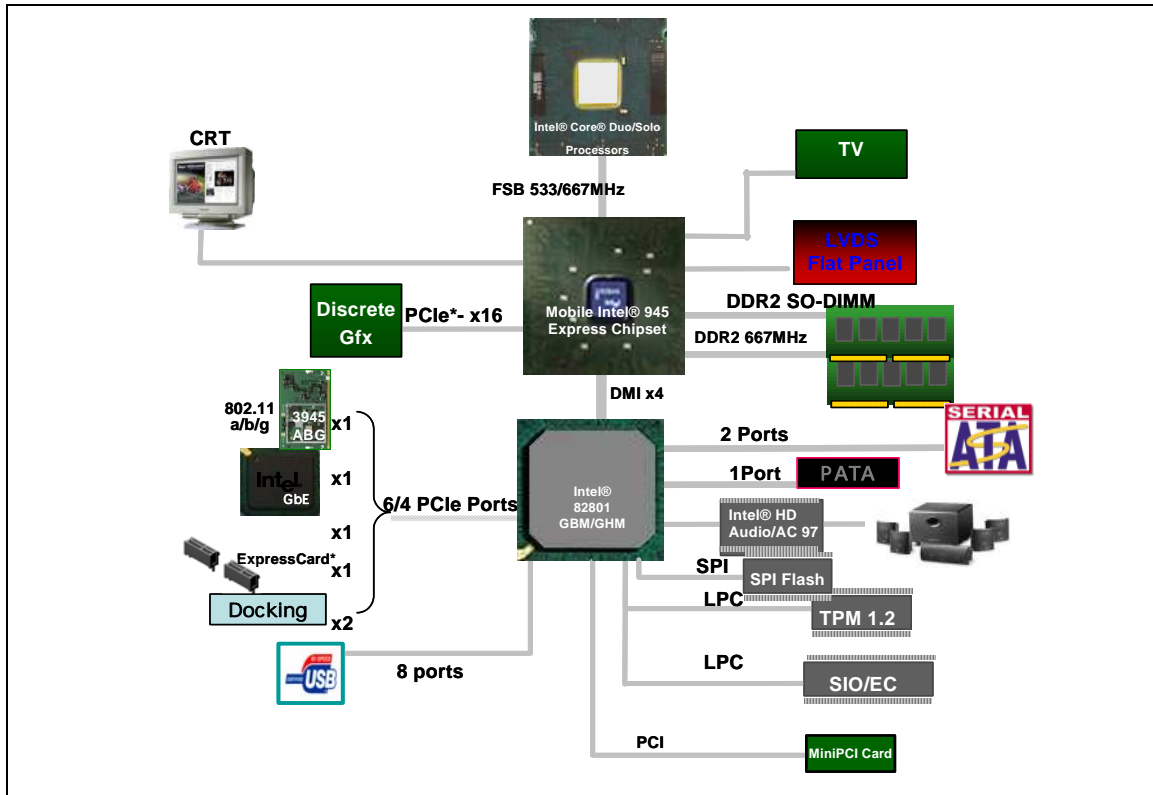 Intel® Core® Duo/Solo
Processors
CRT
TV
FSB 533/667MHz
LVDS
Flat Panel
Mobile Intel® 945
Express Chipset
DDR2 SO-DIMM
DDR2 667MHz
Discrete
Gfx
PCIe*- x16
DMI x4
802.11
a/b/g
3945
ABG
x1
intel
GbE
x1
x1
ExpressCard*
x1
Docking
x2
6/4 PCIe Ports
Intel®
82801
GBM/GHM
2 Ports
SERIAL
ATA
1Port
PATA
Intel® HD
Audio/AC 97
SPI
SPI Flash
LPC
TPM 1.2
LPC
SIO/EC
USB
8 ports
PCI
MiniPCI Card